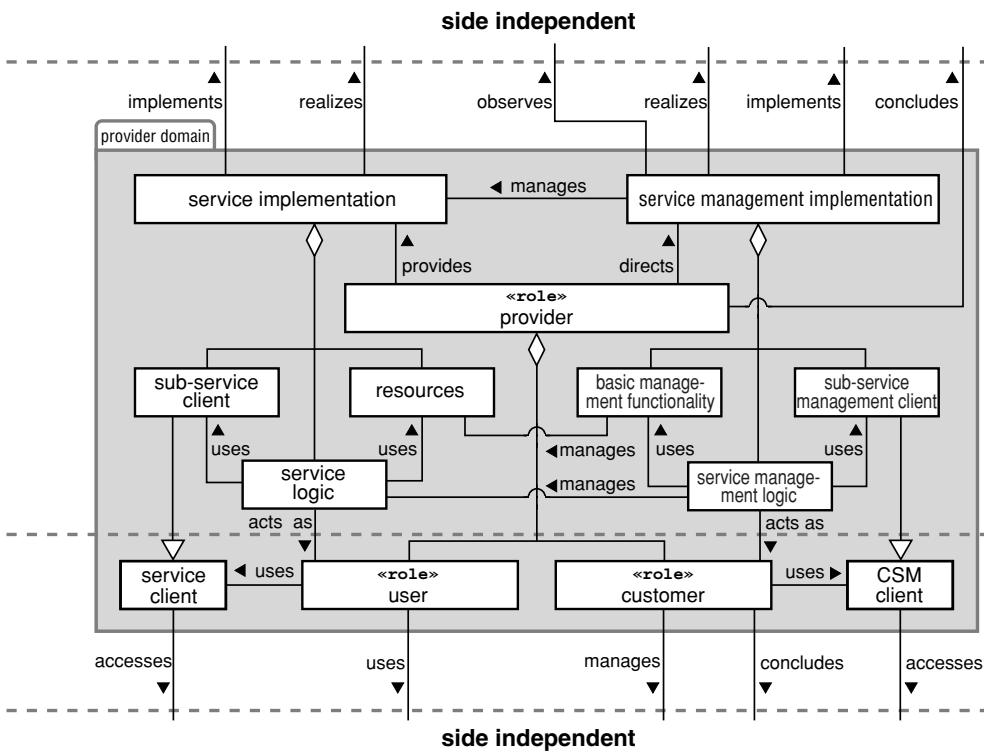 side independent
implements
realizes
observes
realizes
implements
concludes
provider domain
service implementation
manages
service management implementation
provides
directs
«role»
provider
sub-service
client
resources
basic manage-
ment functionality
sub-service
management client
uses
uses
manages
uses
uses
service
logic
manages
service manage-
ment logic
acts as
acts as
service
client
uses
«role»
user
«role»
customer
uses
CSM
client
accesses
uses
manages
concludes
accesses
side independent